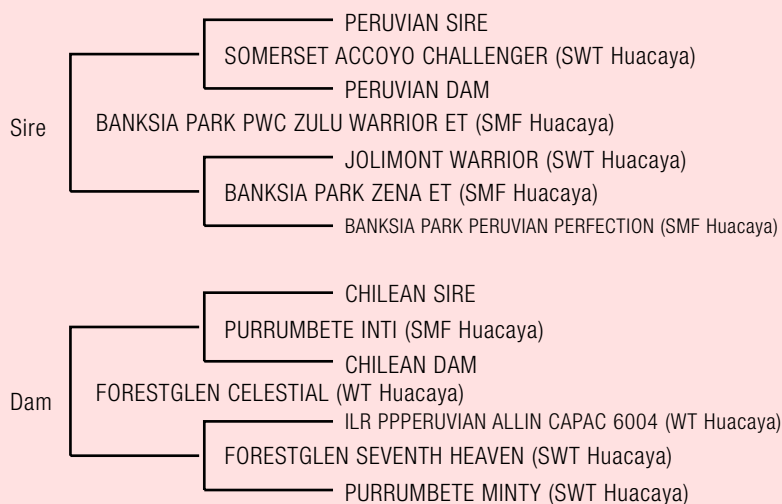 PERUVIAN SIRE
SOMERSET ACCOYO CHALLENGER (SWT Huacaya)
PERUVIAN DAM
Sire
BANKSIA PARK PWC ZULU WARRIOR ET (SMF Huacaya)
JOLIMONT WARRIOR (SWT Huacaya)
BANKSIA PARK ZENA ET (SMF Huacaya)
BANKSIA PARK PERUVIAN PERFECTION (SMF Huacaya)
CHILEAN SIRE
PURRUMBETE INTI (SMF Huacaya)
CHILEAN DAM
Dam
FORESTGLEN CELESTIAL (WT Huacaya)
ILR PPPERUVIAN ALLIN CAPAC 6004 (WT Huacaya)
FORESTGLEN SEVENTH HEAVEN (SWT Huacaya)
PURRUMBETE MINTY (SWT Huacaya)